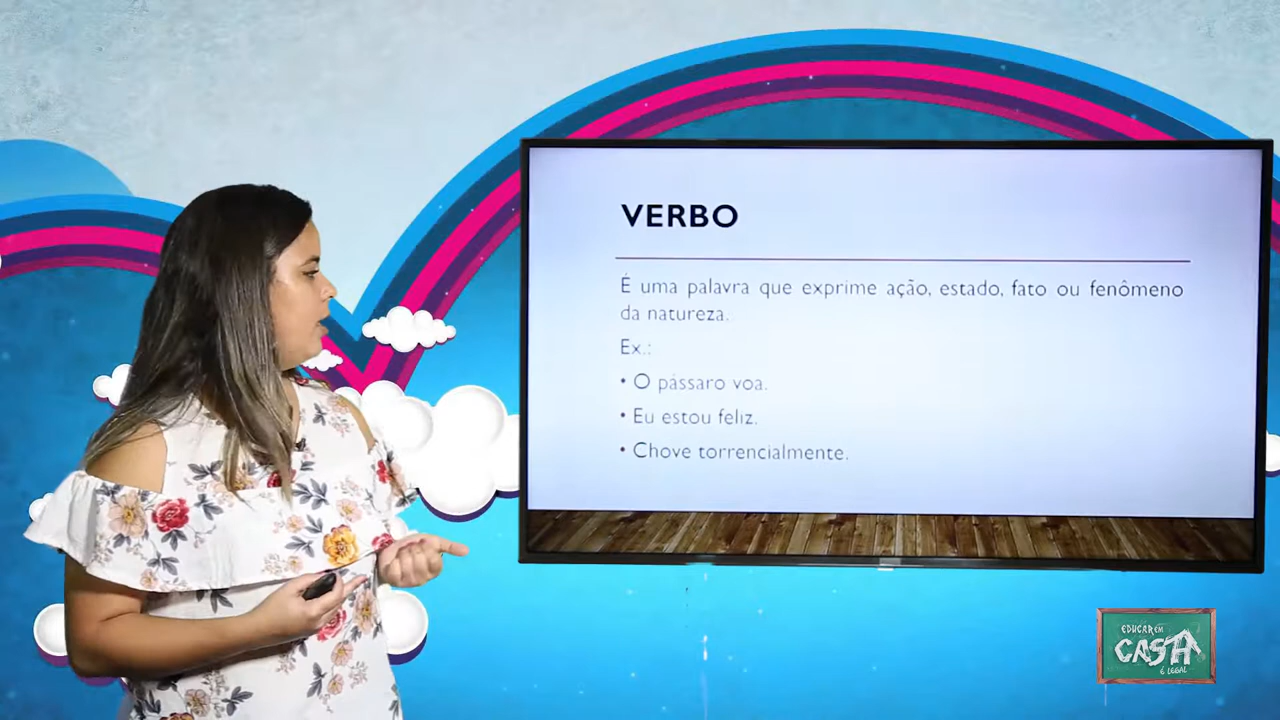 VERBO
É uma palavra que exprime ação, estado, fato ou fenômeno
da natureza.
Ex.:
• O pássaro voa.
• Eu estou feliz.
• Chove torrencialmente.
EDUCAR EM
CASA
É LEGAL